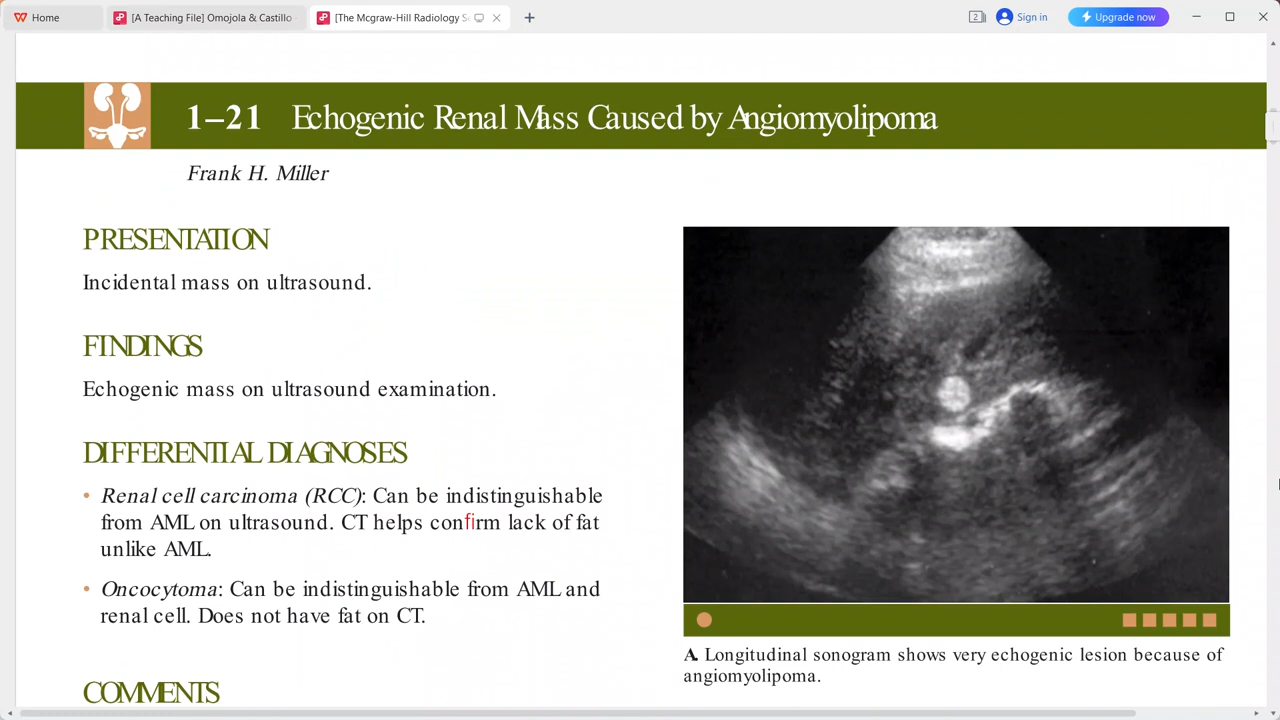 Home
[A Teaching File] Omojola & Castillo
[The Mcgraw-Hill Radiology S
2
Sign in
Upgrade now
1–21 Echogenic Renal Mass Caused by Angiomyolipoma
Frank H. Miller
PRESENTATION
Incidental mass on ultrasound.
FINDINGS
Echogenic mass on ultrasound examination.
DIFFERENTIAL DIAGNOSES
• Renal cell carcinoma (RCC): Can be indistinguishable
from AML on ultrasound. CT helps confirm lack of fat
unlike AML.
• Oncocytoma: Can be indistinguishable from AML and
renal cell. Does not have fat on CT.
COMMENTS
A. Longitudinal sonogram shows very echogenic lesion because of
angiomyolipoma.